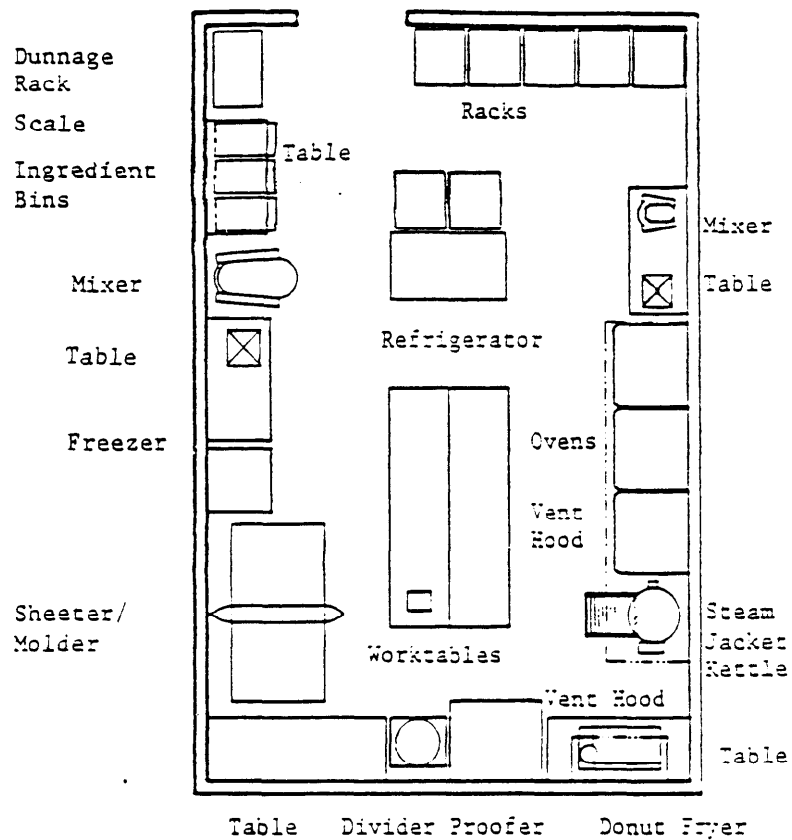 Dunnage
Rack
Racks
Scale
Table
Ingredient
Bins
Mixer
Mixer
Table
Refrigerator
Table
Freezer
Ovens
Vent
Hood
Sheeter/
Molder
Steam
Jacket
Kettle
Worktables
Vent Hood
Table
Table
Divider
Proofer
Donut Fryer